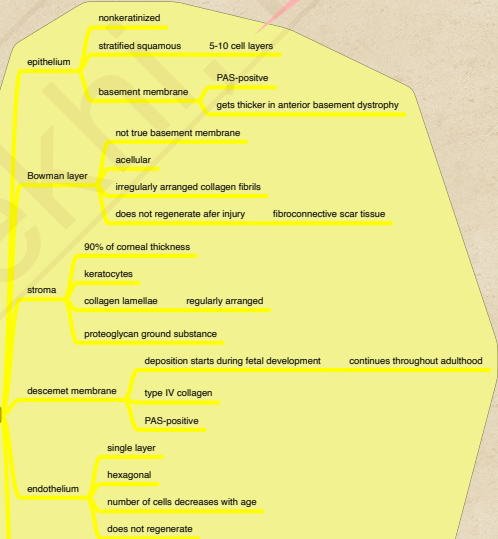 nonkeratinized
stratified squamous 5-10 cell layers
epithelium
PAS-positve
basement membrane
gets thicker in anterior basement dystrophy
not true basement membrane
acellular
Bowman layer
irregularly arranged collagen fibrils
does not regenerate afer injury fibroconnective scar tissue
90% of corneal thickness
keratocytes
stroma
collagen lamellae regularly arranged
proteoglycan ground substance
deposition starts during fetal development continues throughout adulthood
descemet membrane
type IV collagen
PAS-positive
single layer
hexagonal
endothelium
number of cells decreases with age
does not regenerate